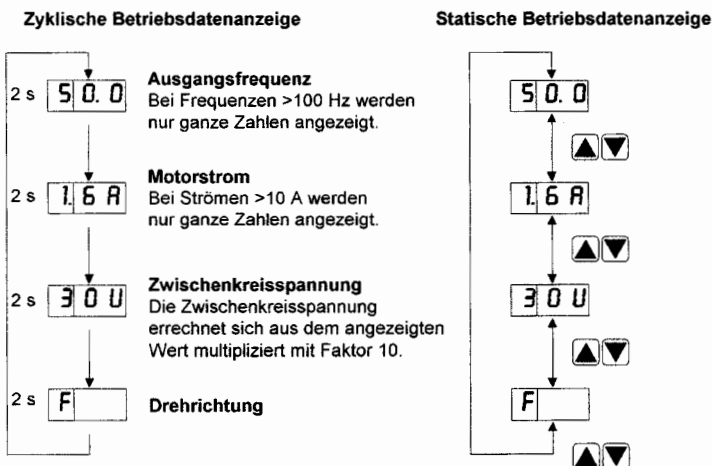 Zyklische Betriebsdatenanzeige
Statische Betriebsdatenanzeige
2 s
50.0
Ausgangsfrequenz
Bei Frequenzen >100 Hz werden
nur ganze Zahlen angezeigt.
50.0
2 s
1.6A
Motorstrom
Bei Strömen >10 A werden
nur ganze Zahlen angezeigt.
1.6A
2 s
30U
Zwischenkreisspannung
Die Zwischenkreisspannung
errechnet sich aus dem angezeigten
Wert multipliziert mit Faktor 10.
30U
2 s
F
Drehrichtung
F